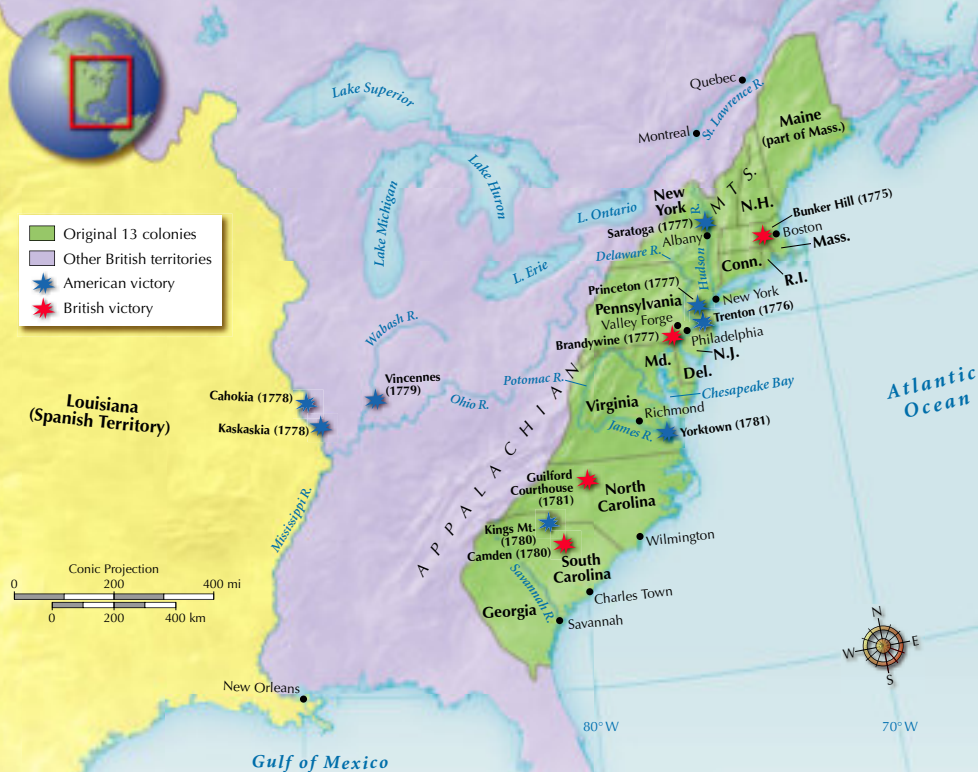 Quebec
St. Lawrence R.
Lake Superior
Maine
(part of Mass.)
Montreal
Lake Huron
Lake Michigan
MTS.
New
York
N.H.
Bunker Hill (1775)
L. Ontario
Saratoga (1777)
R.
Boston
Albany
Mass.
Original 13 colonies
Other British territories
American victory
British victory
Delaware R.
Hudson
Conn.
R.I.
L. Erie
Princeton (1777)
Pennsylvania
New York
Valley Forge
Trenton (1776)
Wabash R.
Brandywine (1777)
Philadelphia
N.J.
Md.
Del.
Potomac R.
Chesapeake Bay
Vincennes
(1779)
Cahokia (1778)
Ohio R.
Virginia
Richmond
Atlantic
Ocean
Louisiana
(Spanish Territory)
Kaskaskia (1778)
James R.
Yorktown (1781)
APPALACHIAN
Guilford
Courthouse
(1781)
North
Carolina
Mississippi R.
Kings Mt.
(1780)
Camden (1780)
Wilmington
South
Carolina
Conic Projection
0 200 400 mi
0 200 400 km
Savannah R.
Charles Town
Georgia
Savannah
N
W
E
S
New Orleans
80°W
70°W
Gulf of Mexico